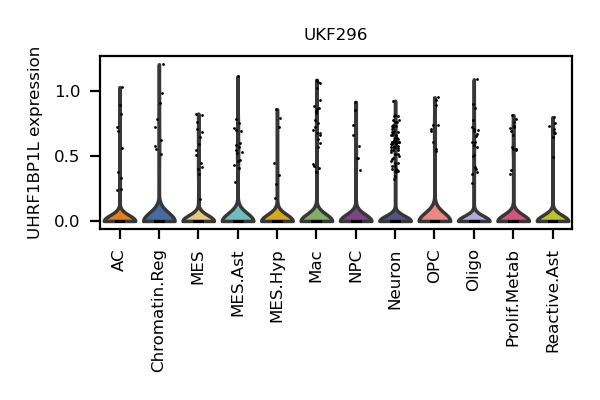 UKF296
UHRF1BP1L expression
1.0
0.5
0.0
AC
Chromatin.Reg
MES
MES.Ast
MES.Hyp
Mac
NPC
Neuron
OPC
Oligo
Prolif.Metab
Reactive.Ast